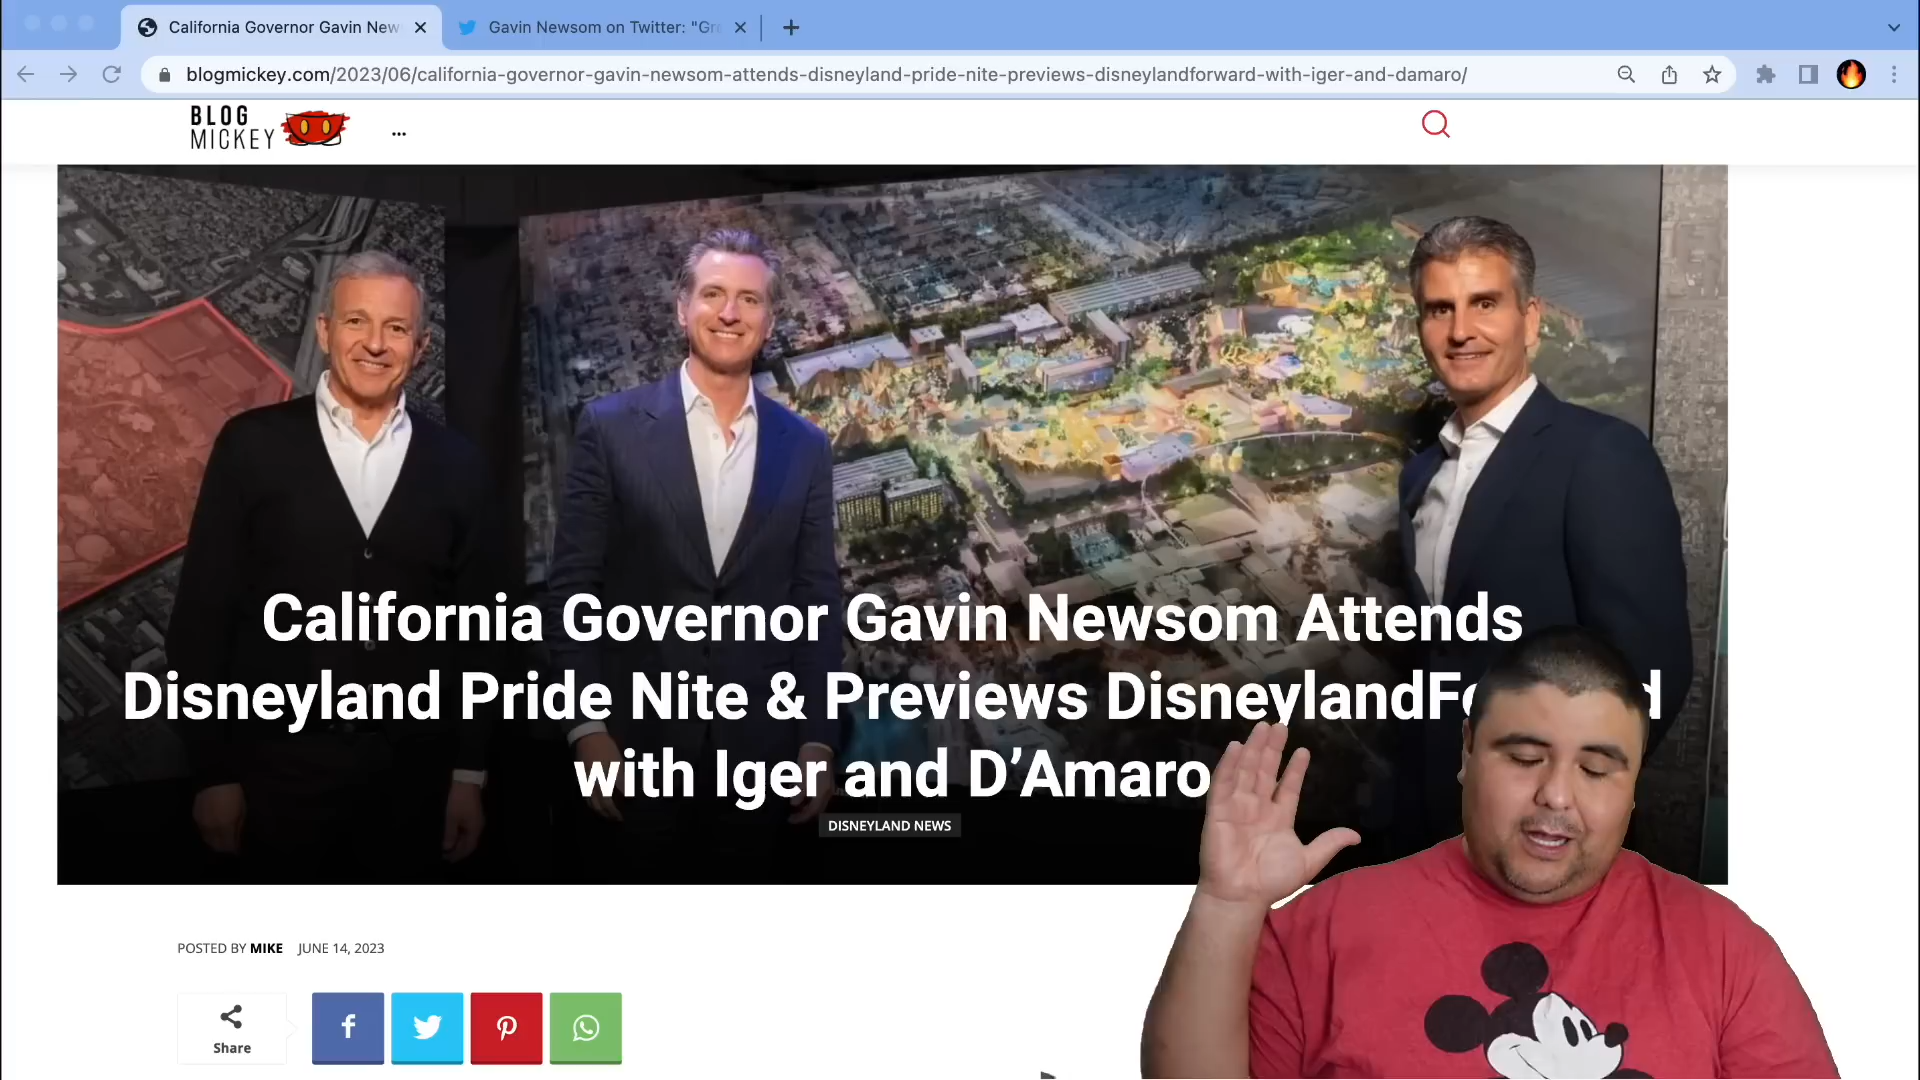 California Governor Gavin New
Gavin Newsom on Twitter: "Gre
blogmickey.com/2023/06/california-governor-gavin-newsom-attends-disneyland-pride-nite-previews-disneylandforward-with-iger-and-damaro/
BLOG
MICKEY
...
California Governor Gavin Newsom Attends
Disneyland Pride Nite & Previews DisneylandFo d
with Iger and D’Amaro
DISNEYLAND NEWS
POSTED BY MIKE JUNE 14, 2023
Share